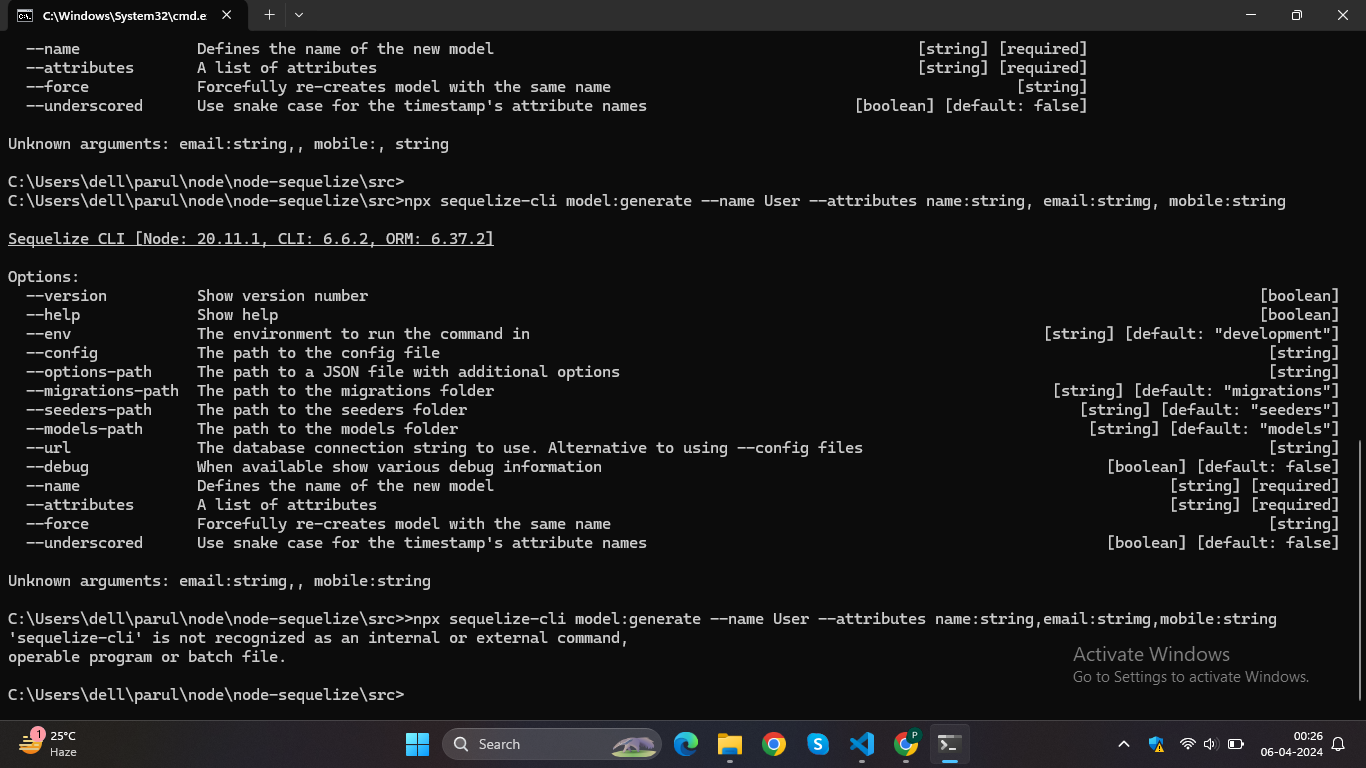 C:\Windows\System32\cmd.e
--name Defines the name of the new model [string] [required]
--attributes A list of attributes [string] [required]
--force Forcefully re-creates model with the same name [string]
--underscored Use snake case for the timestamp's attribute names [boolean] [default: false]
Unknown arguments: email:string,, mobile:, string
C:\Users\dell\parul\node\node-sequelize\src>
C:\Users\dell\parul\node\node-sequelize\src>npx sequelize-cli model:generate --name User --attributes name:string, email:strimg, mobile:string
Sequelize CLI [Node: 20.11.1, CLI: 6.6.2, ORM: 6.37.2]
Options:
--version Show version number [boolean]
--help Show help [boolean]
--env The environment to run the command in [string] [default: "development"]
--config The path to the config file [string]
--options-path The path to a JSON file with additional options [string]
--migrations-path The path to the migrations folder [string] [default: "migrations"]
--seeders-path The path to the seeders folder [string] [default: "seeders"]
--models-path The path to the models folder [string] [default: "models"]
--url The database connection string to use. Alternative to using --config files [string]
--debug When available show various debug information [boolean] [default: false]
--name Defines the name of the new model [string] [required]
--attributes A list of attributes [string] [required]
--force Forcefully re-creates model with the same name [string]
--underscored Use snake case for the timestamp's attribute names [boolean] [default: false]
Unknown arguments: email:strimg,, mobile:string
C:\Users\dell\parul\node\node-sequelize\src>>npx sequelize-cli model:generate --name User --attributes name:string,email:strimg,mobile:string
'sequelize-cli' is not recognized as an internal or external command,
operable program or batch file.
C:\Users\dell\parul\node\node-sequelize\src>
Activate Windows
Go to Settings to activate Windows.
1
25°C
Haze
Search
P
00:26
06-04-2024